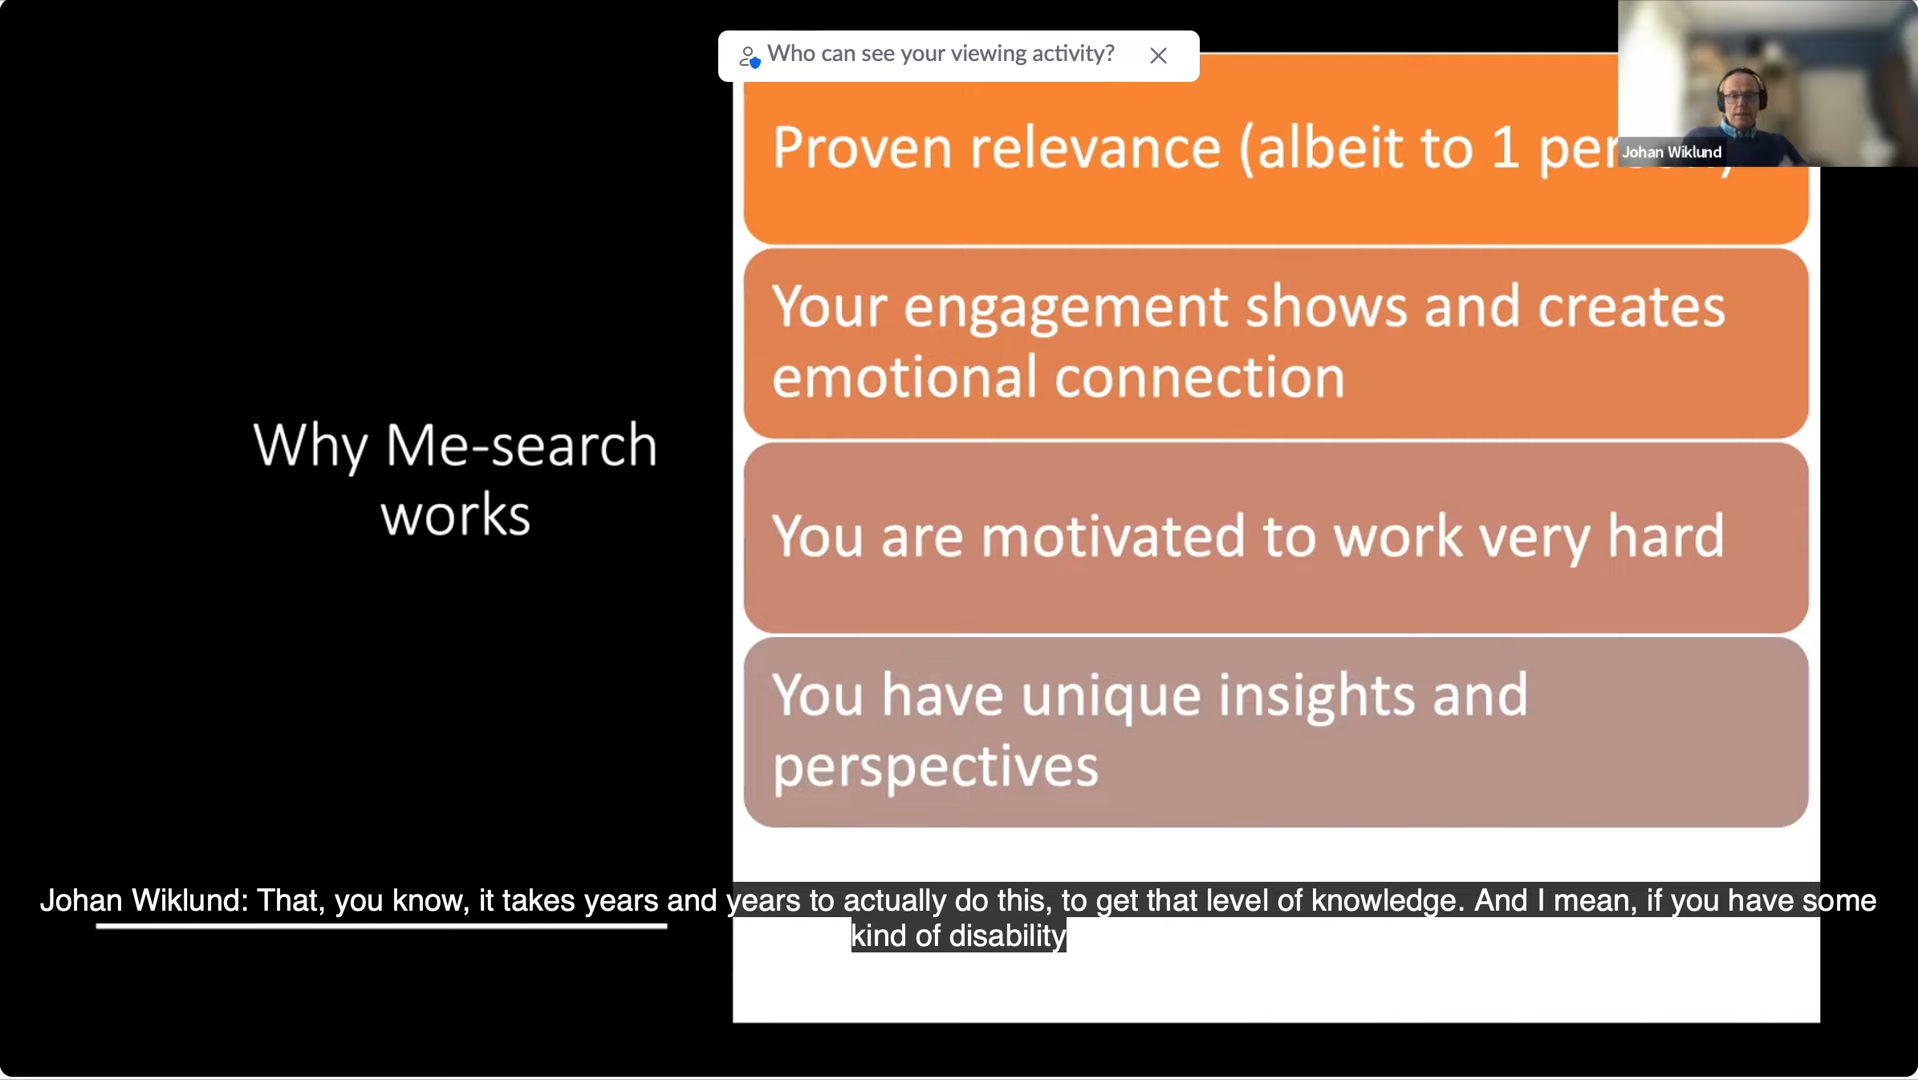 Who can see your viewing activity?
Proven relevance (albeit to 1 per
Johan Wiklund
Your engagement shows and creates
emotional connection
Why Me-search
works
You are motivated to work very hard
You have unique insights and
perspectives
Johan Wiklund: That, you know, it takes years and years to actually do this, to get that level of knowledge. And I mean, if you have some
kind of disability